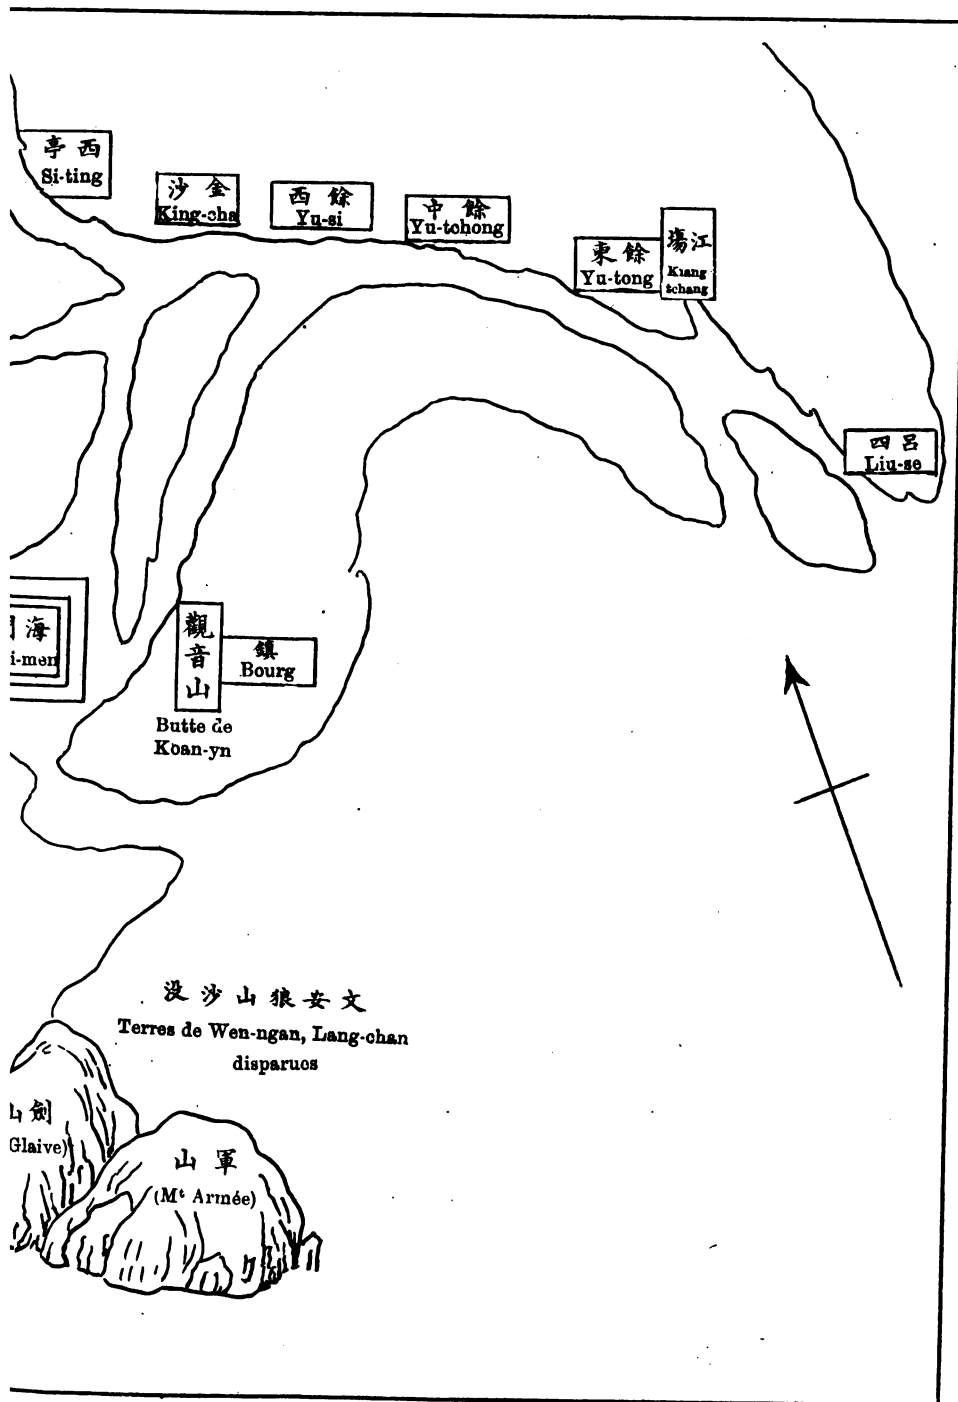 亭西
Si-ting
沙金
King-cha
西餘
Yu-si
中餘
Yu-tchong
東餘
Yu-tong
塲江
Kiang
tchang
四呂
Liu-se
海
i-men
觀
音
山
鎮
Bourg
Butte de
Koan-yn
没沙山狼安文
Terres de Wen-ngan, Lang-chan
disparues
山劍
Glaive)
山軍
(Mᵗ Armée)